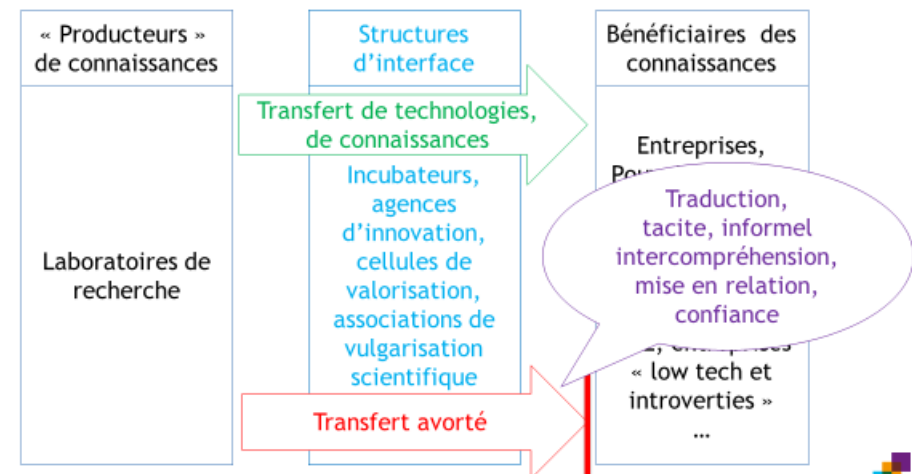 « Producteurs »
de connaissances
Structures
d’interface
Bénéficiaires des
connaissances
Transfert de technologies,
de connaissances
Laboratoires de
recherche
Incubateurs,
agences
d’innovation,
cellules de
valorisation,
associations de
vulgarisation
scientifique
Entreprises,
Traduction,
tacite, informel
intercompréhension,
mise en relation,
confiance
« low tech et
introverties »
…
Transfert avorté